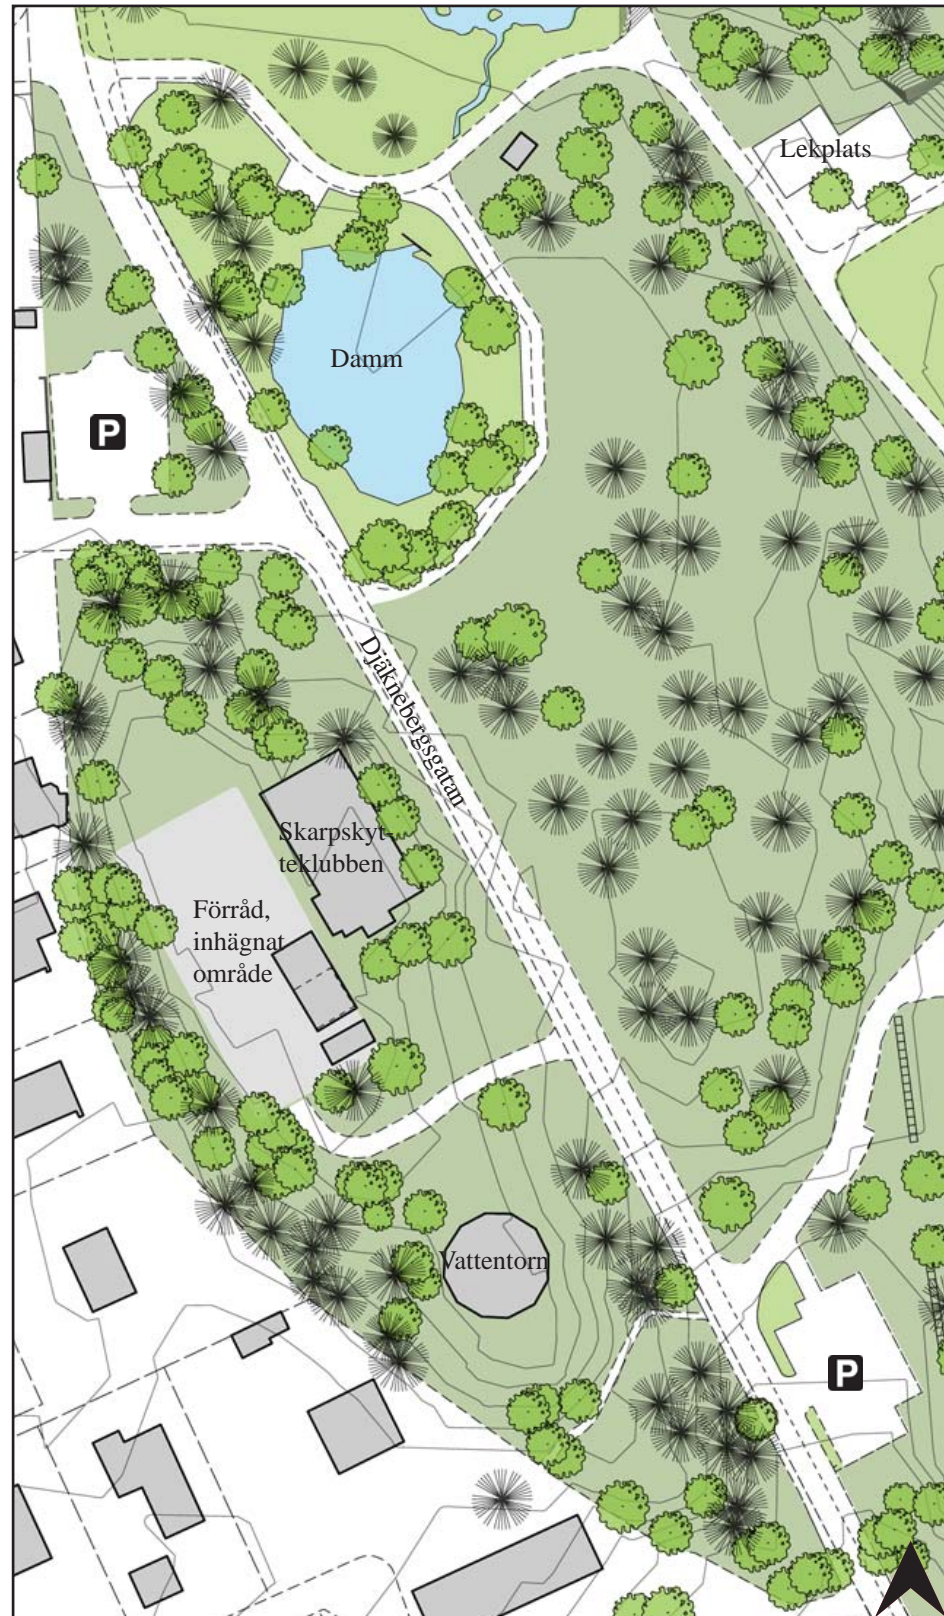 Lekplats
Damm
P
Djäknebergsgatan
Skarpskyt-
teklubben
Förråd,
inhägnat
område
Vattentorn
P